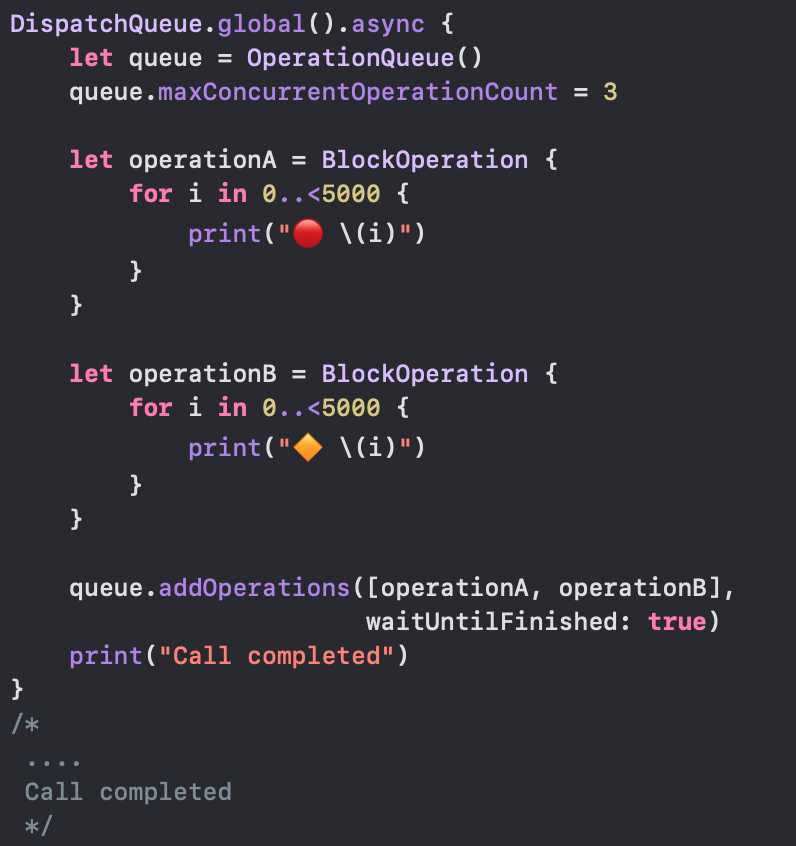 DispatchQueue.global().async {
    let queue = OperationQueue()
    queue.maxConcurrentOperationCount = 3

    let operationA = BlockOperation {
        for i in 0..<5000 {
            print("🔴 \(i)")
        }
    }

    let operationB = BlockOperation {
        for i in 0..<5000 {
            print("🔶 \(i)")
        }
    }

    queue.addOperations([operationA, operationB],
                        waitUntilFinished: true)
    print("Call completed")
}
/*
 ....
 Call completed
 */